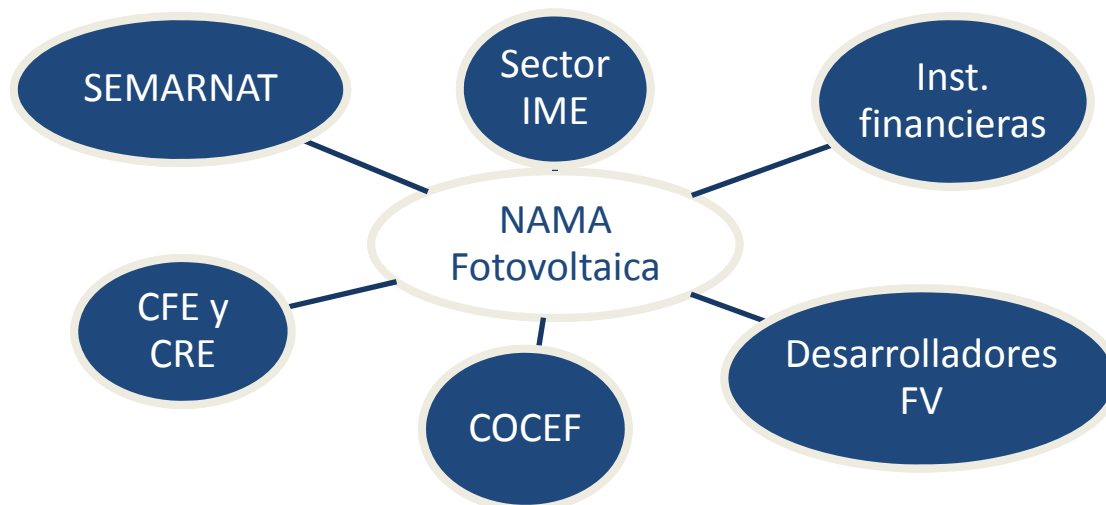 SEMARNAT
Sector
IME
Inst.
financieras
NAMA
Fotovoltaica
CFE y
CRE
COCEF
Desarrolladores
FV